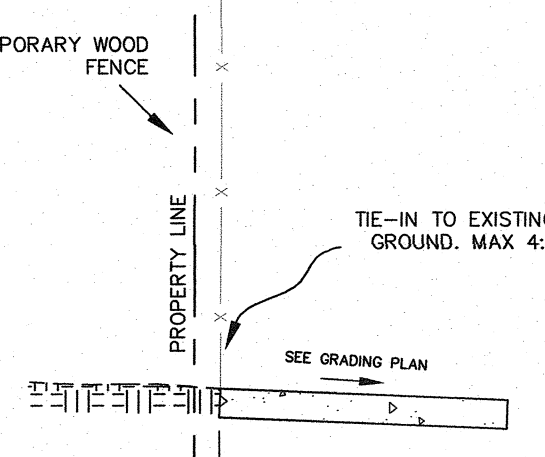 PORARY WOOD
FENCE
PROPERTY LINE
TIE-IN TO EXISTING
GROUND. MAX 4:
SEE GRADING PLAN